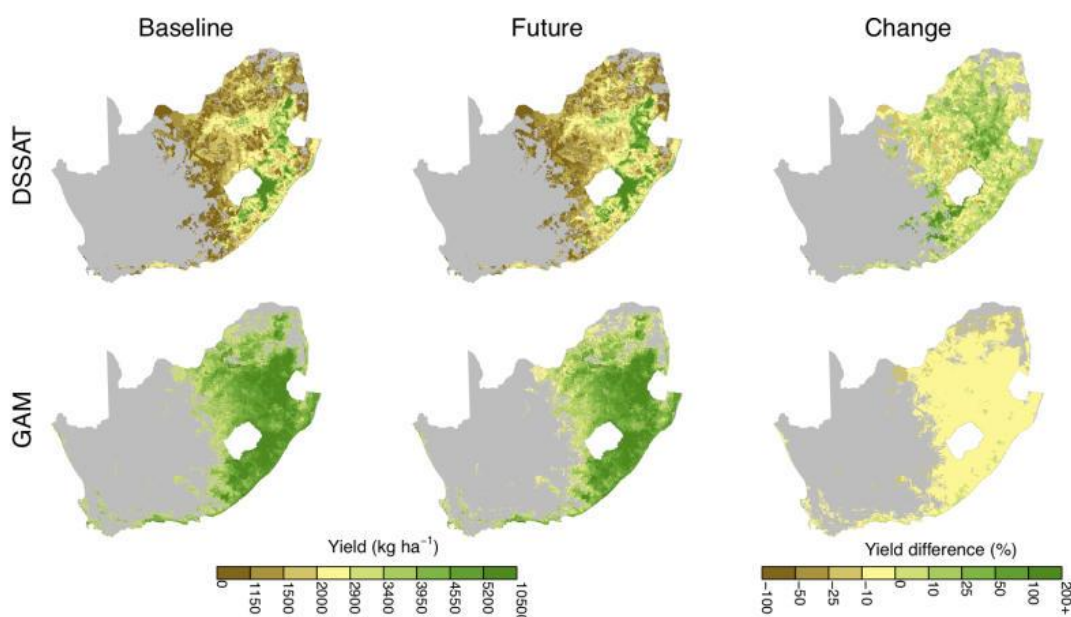 Baseline Future Change
DSSAT
GAM
Yield (kg ha⁻¹)
0 1150 1500 2000 2900 3400 3950 4550 5200 10500
Yield difference (%)
−100 −50 −25 −10 0 10 25 50 100 200+